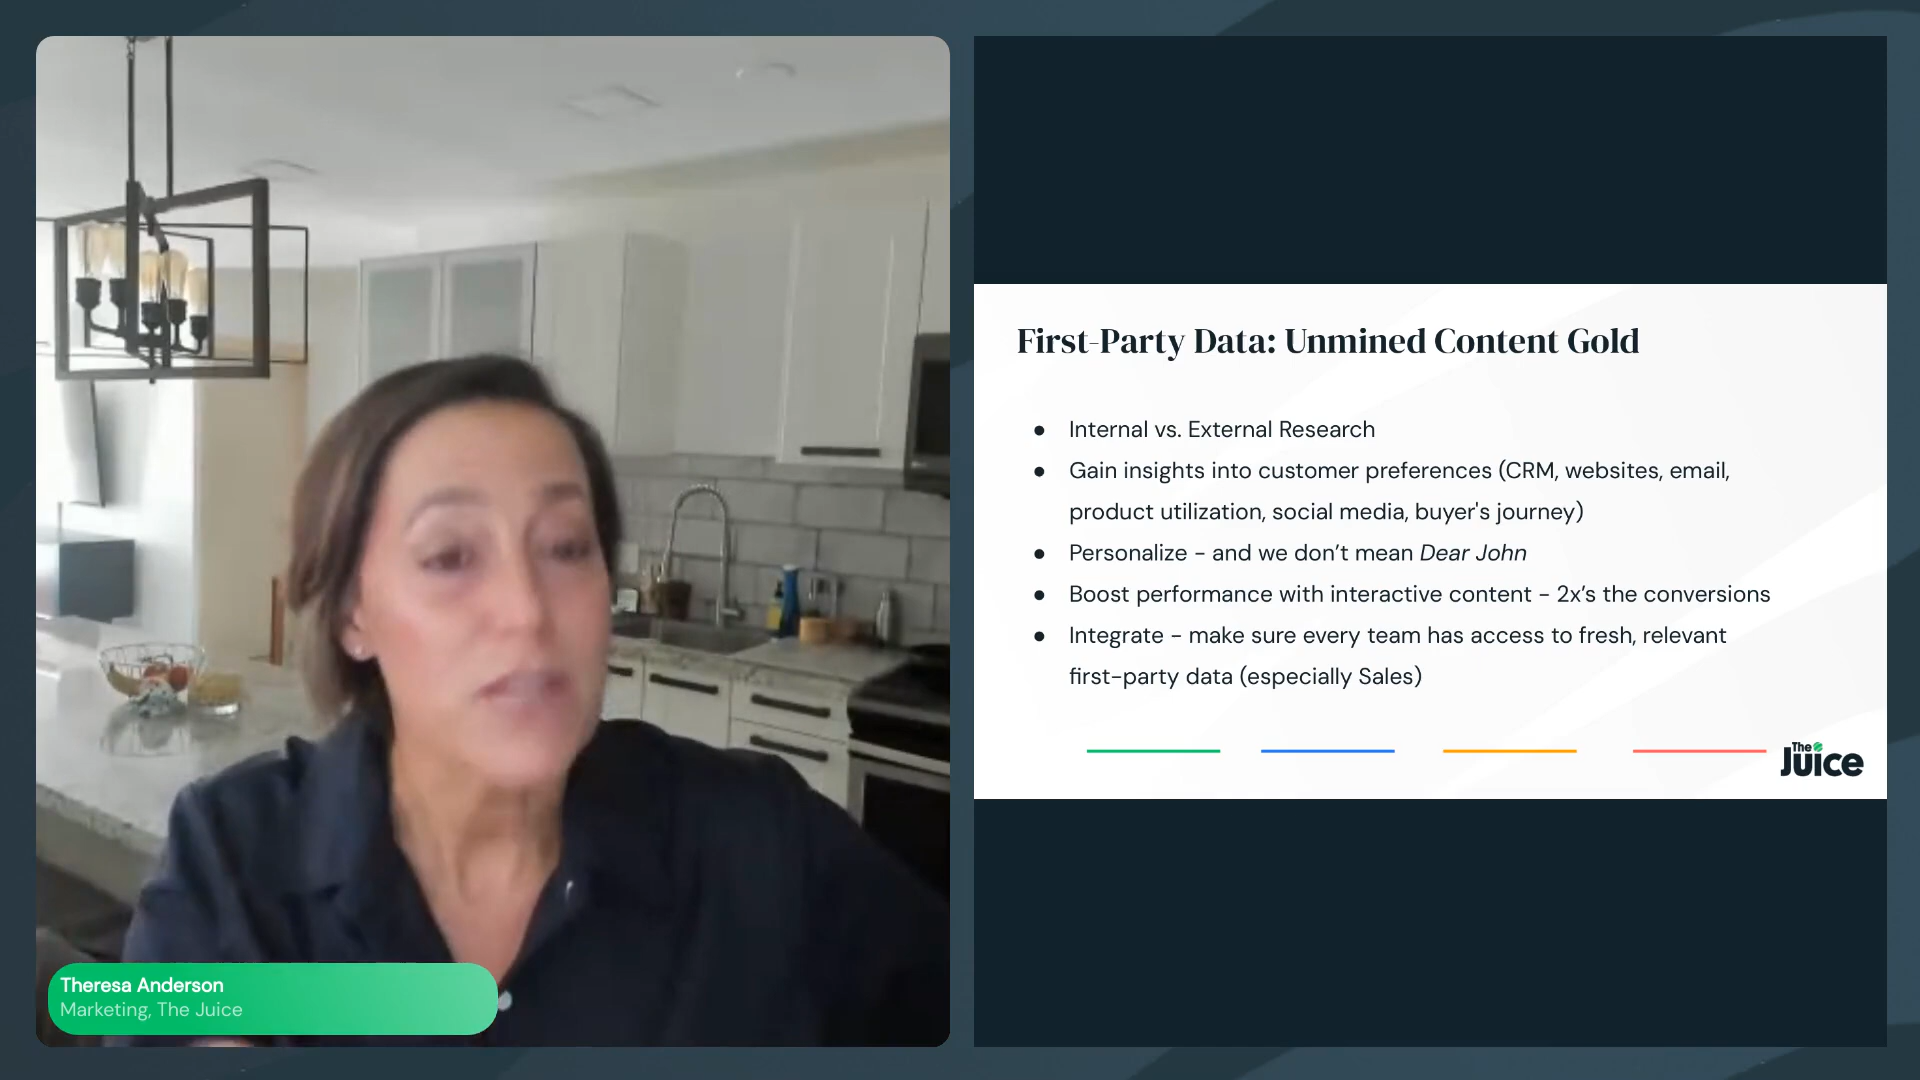 Theresa Anderson
Marketing, The Juice
First-Party Data: Unmined Content Gold
● Internal vs. External Research
● Gain insights into customer preferences (CRM, websites, email,
product utilization, social media, buyer's journey)
● Personalize - and we don’t mean Dear John
● Boost performance with interactive content - 2x’s the conversions
● Integrate - make sure every team has access to fresh, relevant
first-party data (especially Sales)
The
Juice